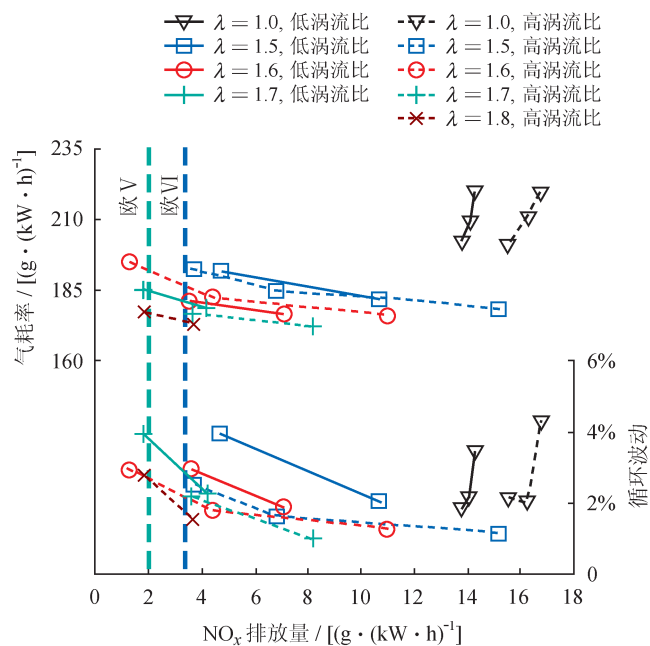 λ = 1.0, 低涡流比 λ = 1.0, 高涡流比
λ = 1.5, 低涡流比 λ = 1.5, 高涡流比
λ = 1.6, 低涡流比 λ = 1.6, 高涡流比
λ = 1.7, 低涡流比 λ = 1.7, 高涡流比
λ = 1.8, 高涡流比
235
210
185
160
气耗率 / [(g·(kW·h)⁻¹]
欧V
欧VI
6%
4%
2%
0
循环波动
0 2 4 6 8 10 12 14 16 18
NOₓ 排放量 / [(g·(kW·h)⁻¹]